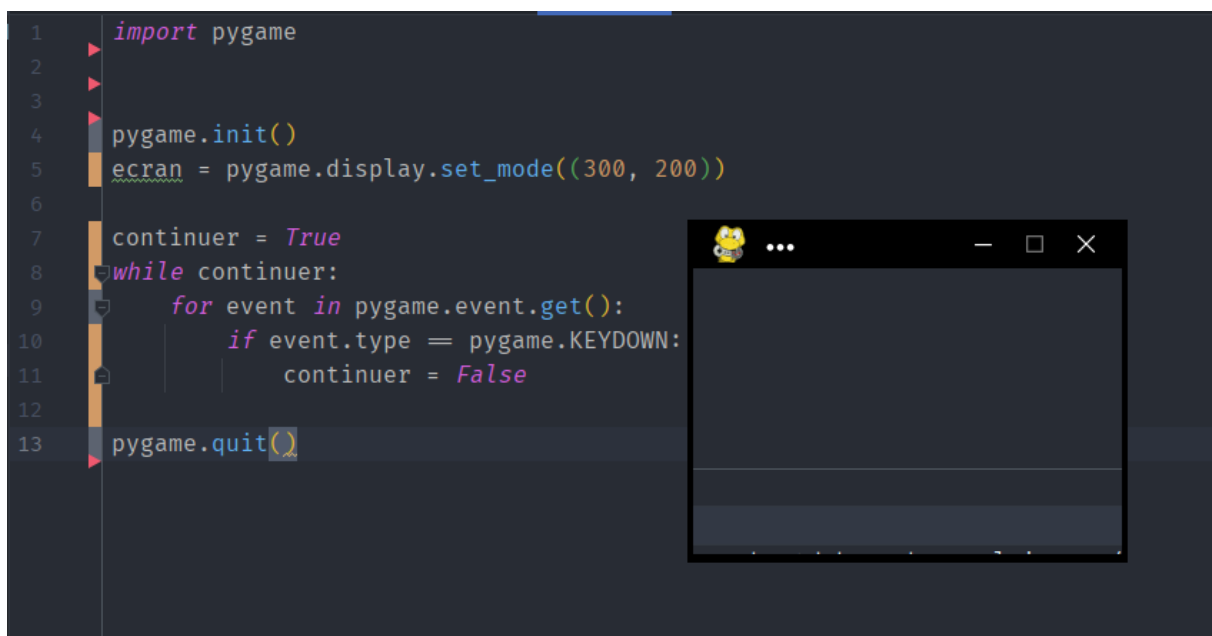 1 import pygame
2
3
4 pygame.init()
5 ecran = pygame.display.set_mode((300, 200))
6
7 continuer = True
8 while continuer:
9 for event in pygame.event.get():
10 if event.type == pygame.KEYDOWN:
11 continuer = False
12
13 pygame.quit()
...